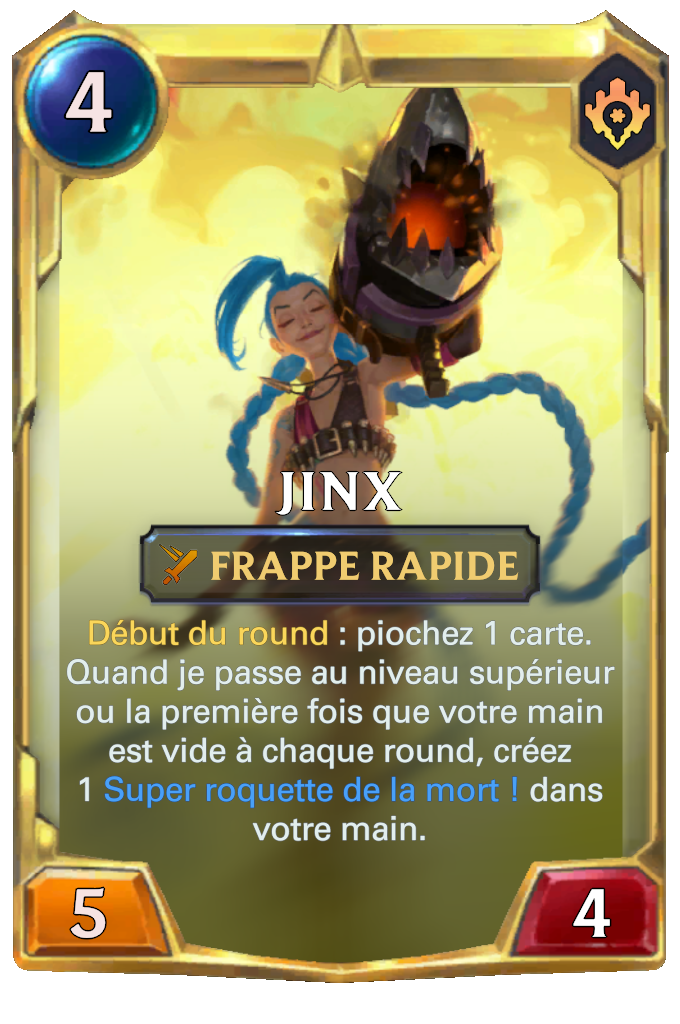 4
JINX
FRAPPE RAPIDE
Début du round : piochez 1 carte.
Quand je passe au niveau supérieur
ou la première fois que votre main
est vide à chaque round, créez
1 Super roquette de la mort ! dans
votre main.
5
4